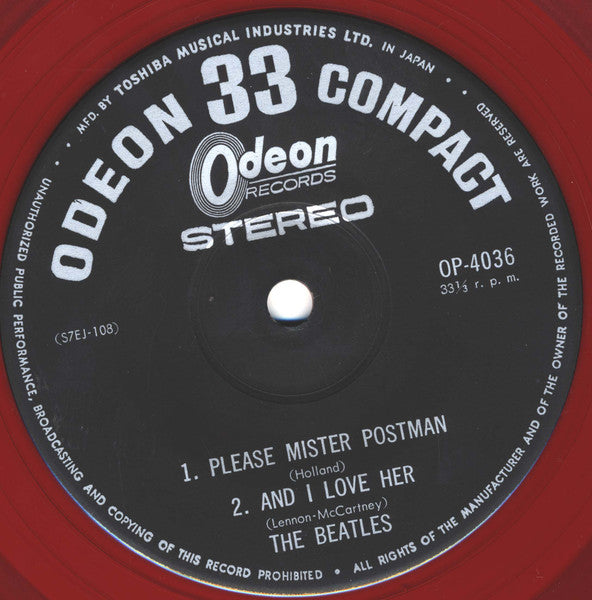 MFD. BY TOSHIBA MUSICAL INDUSTRIES LTD. IN JAPAN
ODEON 33 COMPACT
Odeon
RECORDS
STEREO
OP-4036
33⅓ r. p. m.
(S7EJ-108)
1. PLEASE MISTER POSTMAN
(Holland)
2. AND I LOVE HER
(Lennon-McCartney)
THE BEATLES
UNAUTHORIZED PUBLIC PERFORMANCE, BROADCASTING AND COPYING OF THIS RECORD PROHIBITED • ALL RIGHTS OF THE MANUFACTURER AND OF THE OWNER OF THE RECORDED WORK ARE RESERVED